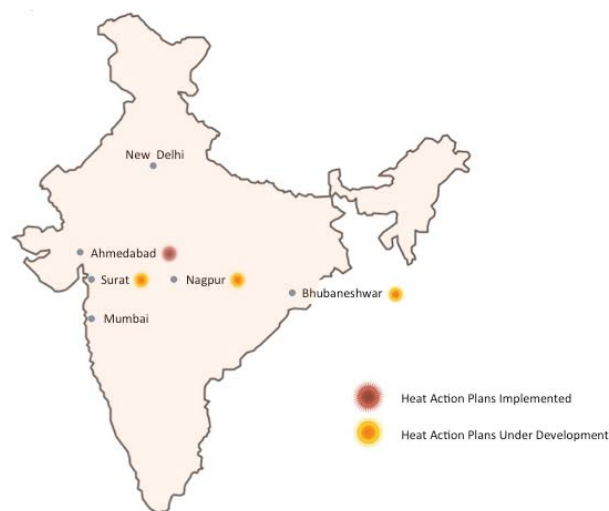 New Delhi
Ahmedabad
Surat
Nagpur
Bhubaneshwar
Mumbai
Heat Action Plans Implemented
Heat Action Plans Under Development